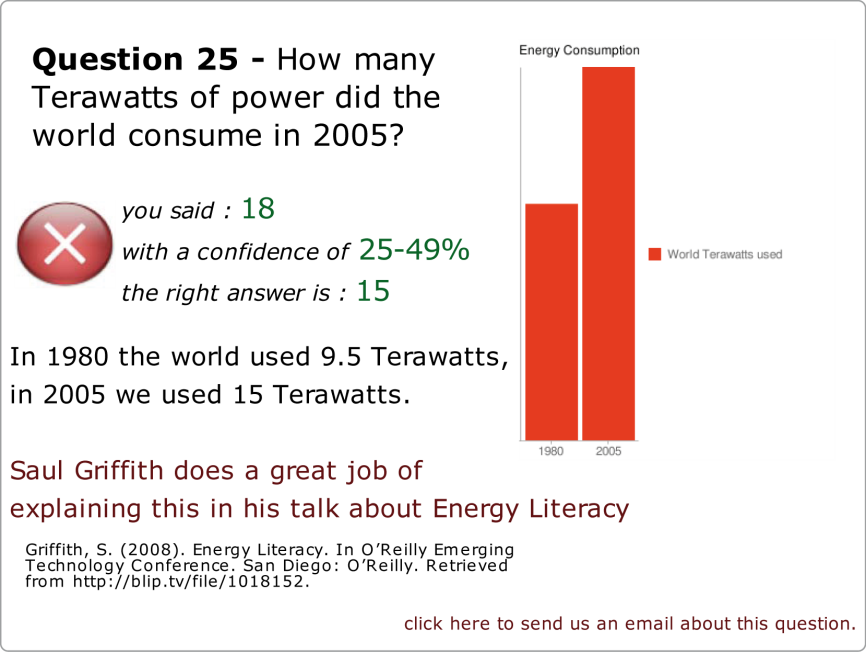 Question 25 - How many
Terawatts of power did the
world consume in 2005?
you said : 18
with a confidence of 25-49%
the right answer is : 15
In 1980 the world used 9.5 Terawatts,
in 2005 we used 15 Terawatts.
Energy Consumption
World Terawatts used
1980 2005
Saul Griffith does a great job of
explaining this in his talk about Energy Literacy
Griffith, S. (2008). Energy Literacy. In O’Reilly Emerging
Technology Conference. San Diego: O’Reilly. Retrieved
from http://blip.tv/file/1018152.
click here to send us an email about this question.